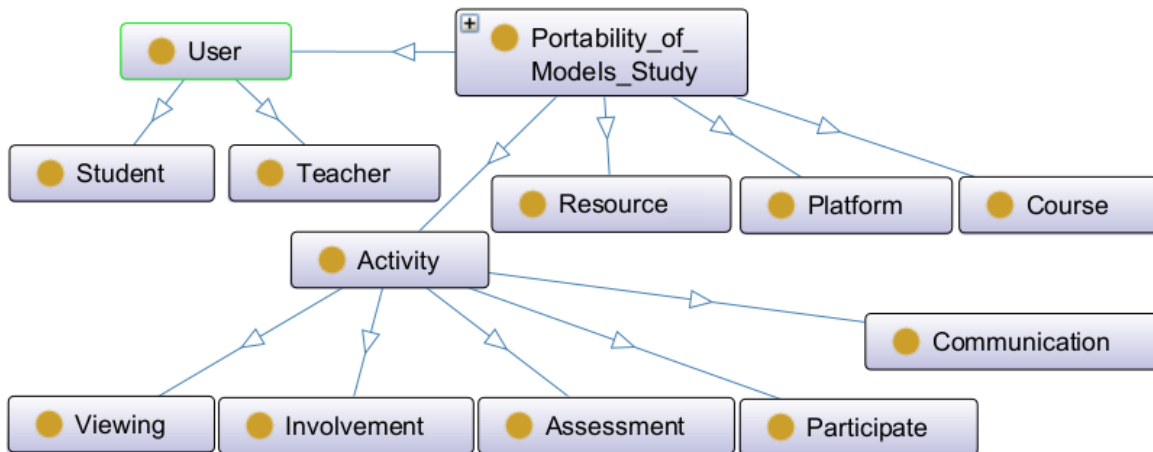 User
Portability_of_
Models_Study
Student
Teacher
Resource
Platform
Course
Activity
Communication
Viewing
Involvement
Assessment
Participate